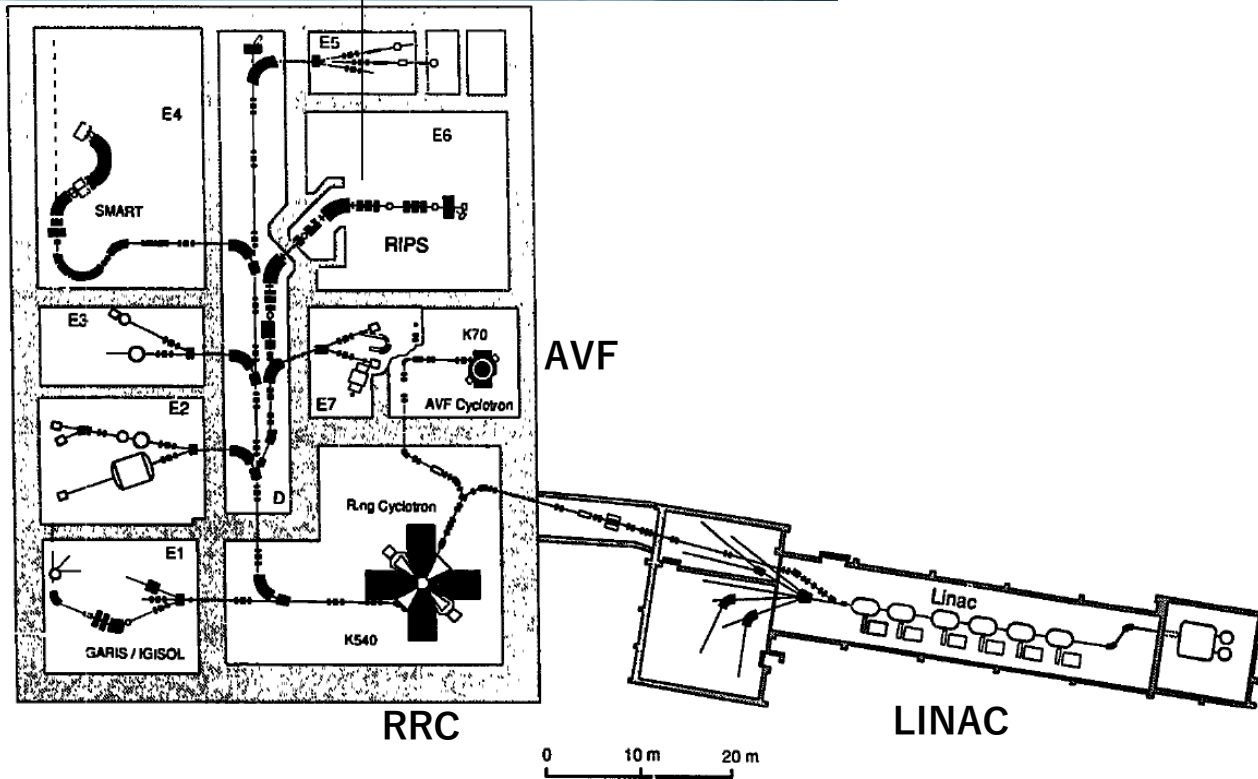 E5
E4
E6
SMART
RIPS
E3
K70
AVF
E7
AVF Cyclotron
E2
D
Ring Cyclotron
E1
Linac
K540
GARIS / IGISOL
RRC
LINAC
0 10 m 20 m